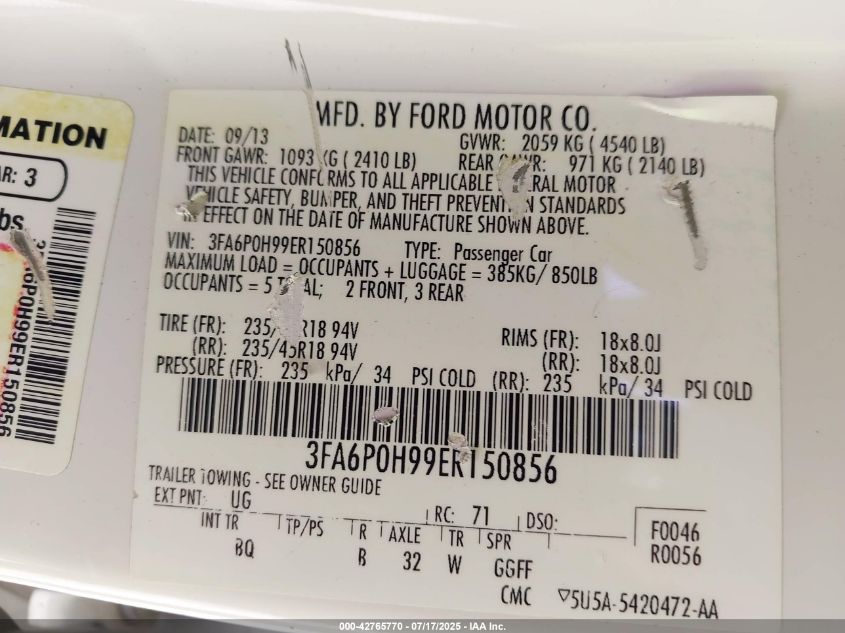 MATION
AR: 3
bs
6P0H99ER150856
MFD. BY FORD MOTOR CO.
DATE: 09/13 GVWR: 2059 KG ( 4540 LB)
FRONT GAWR: 1093 KG ( 2410 LB) REAR GAWR: 971 KG ( 2140 LB)
THIS VEHICLE CONFORMS TO ALL APPLICABLE RAL MOTOR
VEHICLE SAFETY, BUMPER, AND THEFT PREVENTION STANDARDS
IN EFFECT ON THE DATE OF MANUFACTURE SHOWN ABOVE.
VIN: 3FA6P0H99ER150856 TYPE: Passenger Car
MAXIMUM LOAD = OCCUPANTS + LUGGAGE = 385KG/ 850LB
OCCUPANTS = 5 TOTAL; 2 FRONT, 3 REAR
TIRE (FR): 235/ R18 94V RIMS (FR): 18x8.0J
(RR): 235/45R18 94V (RR): 18x8.0J
PRESSURE (FR): 235 kPa/ 34 PSI COLD (RR): 235 kPa/ 34 PSI COLD
3FA6P0H99ER150856
TRAILER TOWING - SEE OWNER GUIDE
EXT PNT: UG RC: 71 DSO:
INT TR TP/PS R AXLE TR SPR F0046
BQ B 32 W GGFF R0056
CMC ▽5U5A-5420472-AA
000-42765770 - 07/17/2025 - IAA Inc.